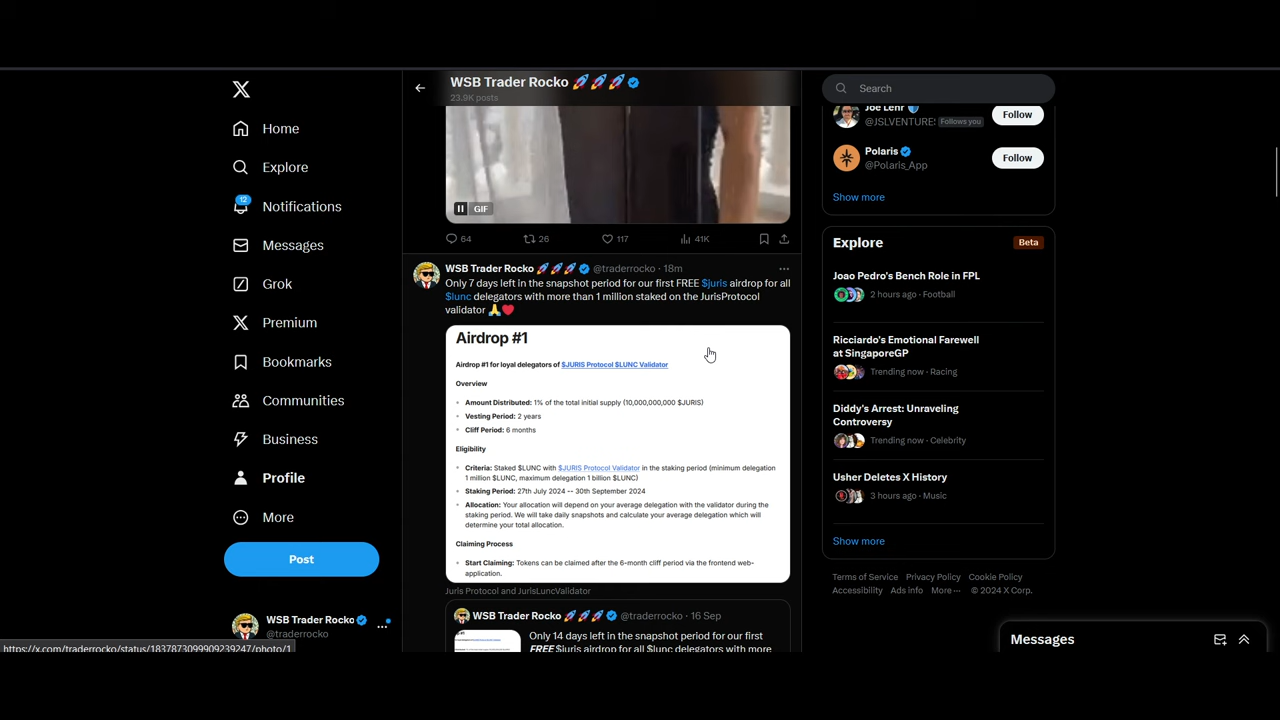 Home
Explore
12
Notifications
Messages
Grok
Premium
Bookmarks
Communities
Business
Profile
More
Post
WSB Trader Rocko 🚀🚀🚀
@traderrocko
https://x.com/traderrocko/status/1837873099909239247/photo/1
WSB Trader Rocko 🚀🚀🚀
23.9K posts
GIF
64 26 117 41K
WSB Trader Rocko 🚀🚀🚀 @traderrocko · 18m
Only 7 days left in the snapshot period for our first FREE $juris airdrop for all
$lunc delegators with more than 1 million staked on the JurisProtocol
validator 🙏❤️
Airdrop #1
Airdrop #1 for loyal delegators of $JURIS Protocol $LUNC Validator
Overview
• Amount Distributed: 1% of the total initial supply (10,000,000,000 $JURIS)
• Vesting Period: 2 years
• Cliff Period: 6 months
Eligibility
• Criteria: Staked $LUNC with $JURIS Protocol Validator in the staking period (minimum delegation
1 million $LUNC, maximum delegation 1 billion $LUNC)
• Staking Period: 27th July 2024 -- 30th September 2024
• Allocation: Your allocation will depend on your average delegation with the validator during the
staking period. We will take daily snapshots and calculate your average delegation which will
determine your total allocation.
Claiming Process
• Start Claiming: Tokens can be claimed after the 6-month cliff period via the frontend web-
application.
Juris Protocol and JurisLuncValidator
WSB Trader Rocko 🚀🚀🚀 @traderrocko · 16 Sep
Only 14 days left in the snapshot period for our first
FREE $juris airdrop for all $lunc delegators with more
Search
Joe Lehr
@JSLVENTURE: Follows you
Follow
Polaris
@Polaris_App
Follow
Show more
Explore
Beta
Joao Pedro's Bench Role in FPL
2 hours ago · Football
Ricciardo's Emotional Farewell
at SingaporeGP
Trending now · Racing
Diddy's Arrest: Unraveling
Controversy
Trending now · Celebrity
Usher Deletes X History
3 hours ago · Music
Show more
Terms of Service Privacy Policy Cookie Policy
Accessibility Ads info More ··· © 2024 X Corp.
Messages